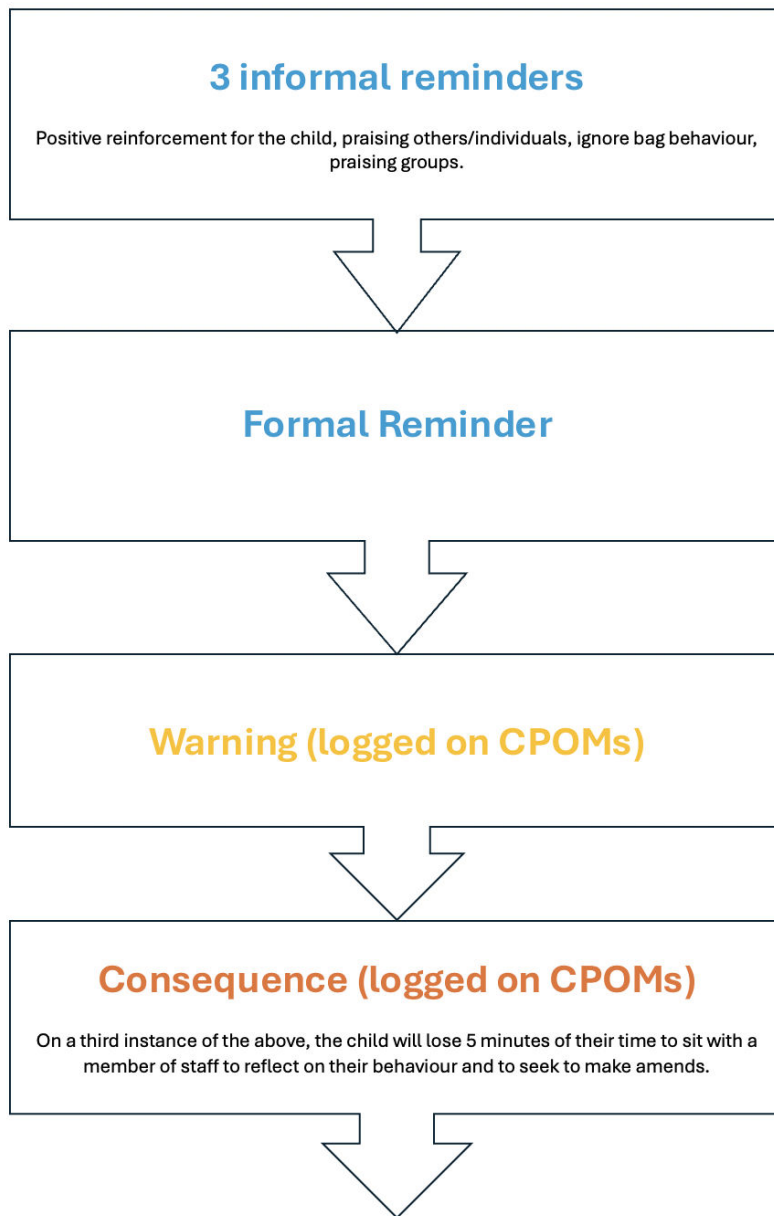 3 informal reminders
Positive reinforcement for the child, praising others/individuals, ignore bag behaviour,
praising groups.
Formal Reminder
Warning (logged on CPOMs)
Consequence (logged on CPOMs)
On a third instance of the above, the child will lose 5 minutes of their time to sit with a
member of staff to reflect on their behaviour and to seek to make amends.